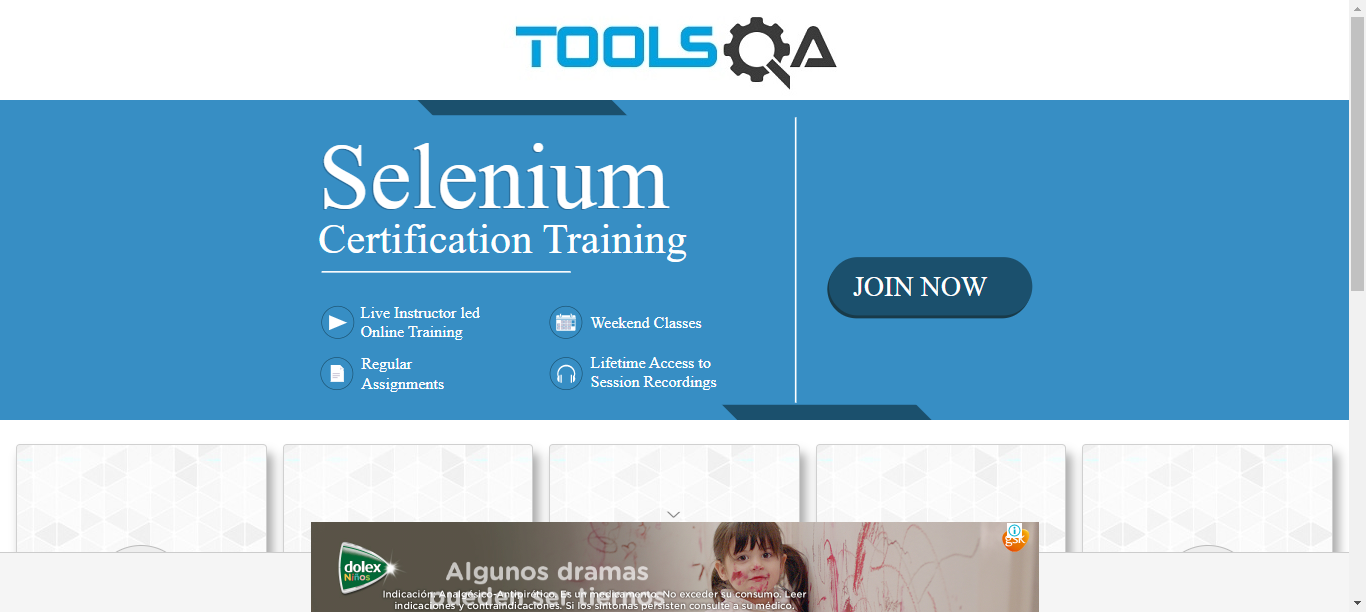 TOOLSQA
Selenium
Certification Training
JOIN NOW
Live Instructor led
Online Training
Weekend Classes
Regular
Assignments
Lifetime Access to
Session Recordings
gsk
dolex
Niños
Algunos dramas
pueden ser tiernos
Indicación: Analgésico-Antipirético. Es un medicamento. No exceder su consumo. Leer
indicaciones y contraindicaciones. Si los síntomas persisten consulte a su médico.